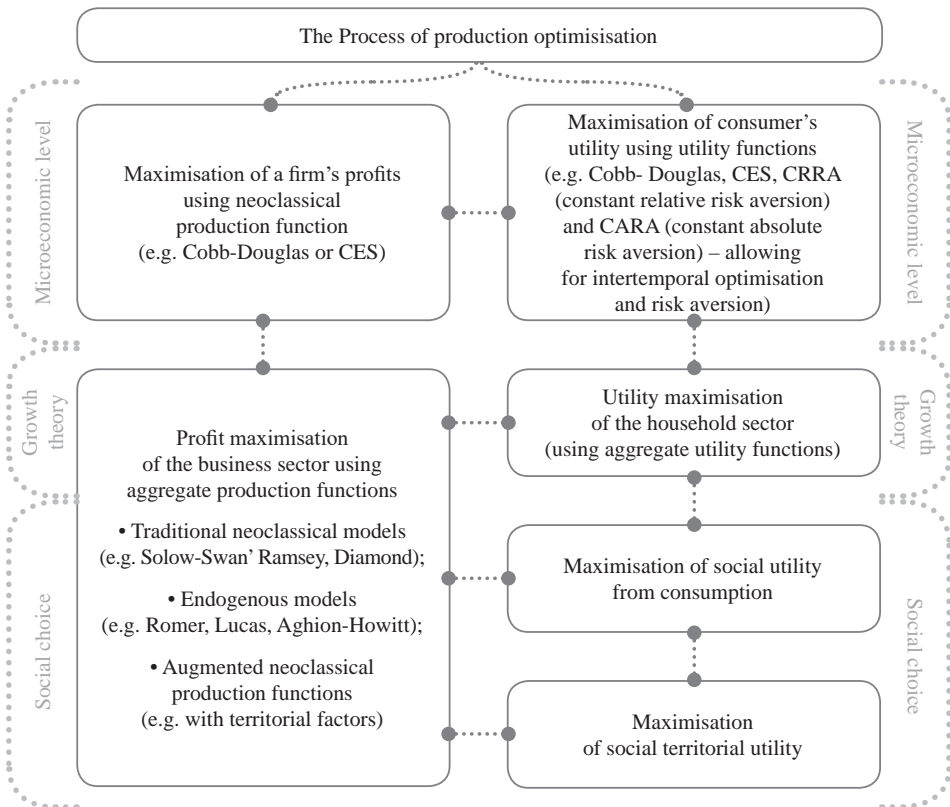 The Process of production optimisisation
Microeconomic level
Maximisation of a firm's profits
using neoclassical
production function
(e.g. Cobb-Douglas or CES)
Maximisation of consumer's
utility using utility functions
(e.g. Cobb- Douglas, CES, CRRA
(constant relative risk aversion)
and CARA (constant absolute
risk aversion) – allowing
for intertemporal optimisation
and risk aversion)
Microeconomic level
Growth
theory
Profit maximisation
of the business sector using
aggregate production functions
• Traditional neoclassical models
(e.g. Solow-Swan' Ramsey, Diamond);
• Endogenous models
(e.g. Romer, Lucas, Aghion-Howitt);
• Augmented neoclassical
production functions
(e.g. with territorial factors)
Utility maximisation
of the household sector
(using aggregate utility functions)
Growth
theory
Social choice
Maximisation of social utility
from consumption
Maximisation
of social territorial utility
Social choice